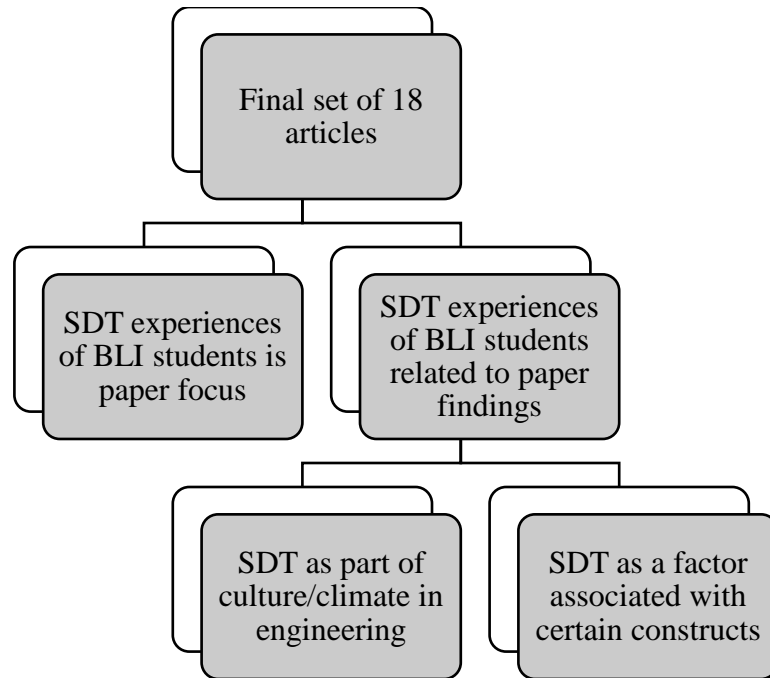 Final set of 18
articles
SDT experiences
of BLI students is
paper focus
SDT experiences
of BLI students
related to paper
findings
SDT as part of
culture/climate in
engineering
SDT as a factor
associated with
certain constructs